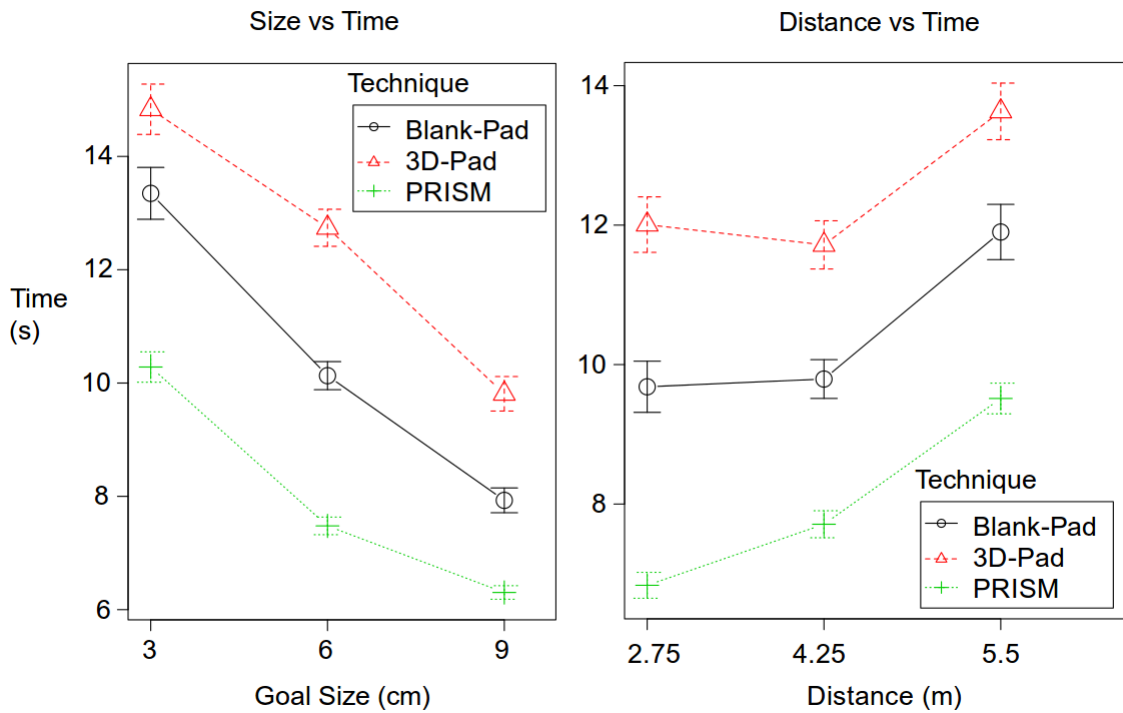 Size vs Time
Time
(s)
14
12
10
8
6
3 6 9
Goal Size (cm)
Technique
Blank-Pad
3D-Pad
PRISM
Distance vs Time
14
12
10
8
2.75 4.25 5.5
Distance (m)
Technique
Blank-Pad
3D-Pad
PRISM